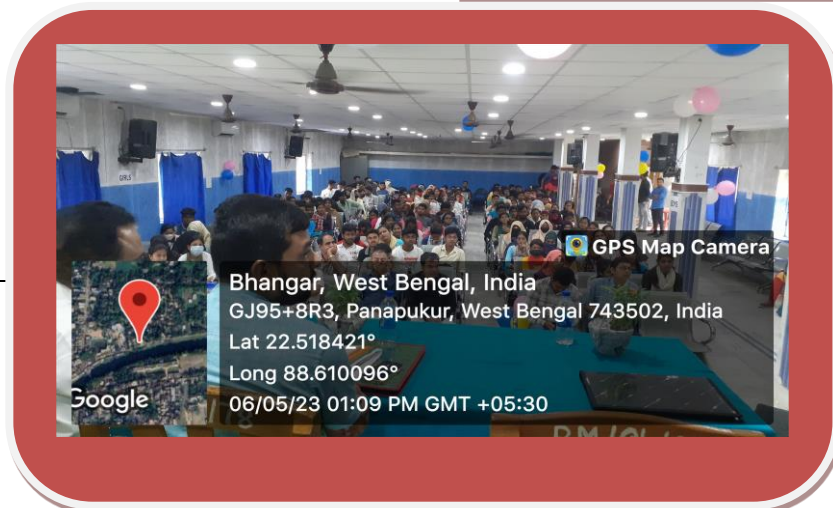 GIRLS
GPS Map Camera
Bhangar, West Bengal, India
GJ95+8R3, Panapukur, West Bengal 743502, India
Lat 22.518421°
Long 88.610096°
06/05/23 01:09 PM GMT +05:30
Google